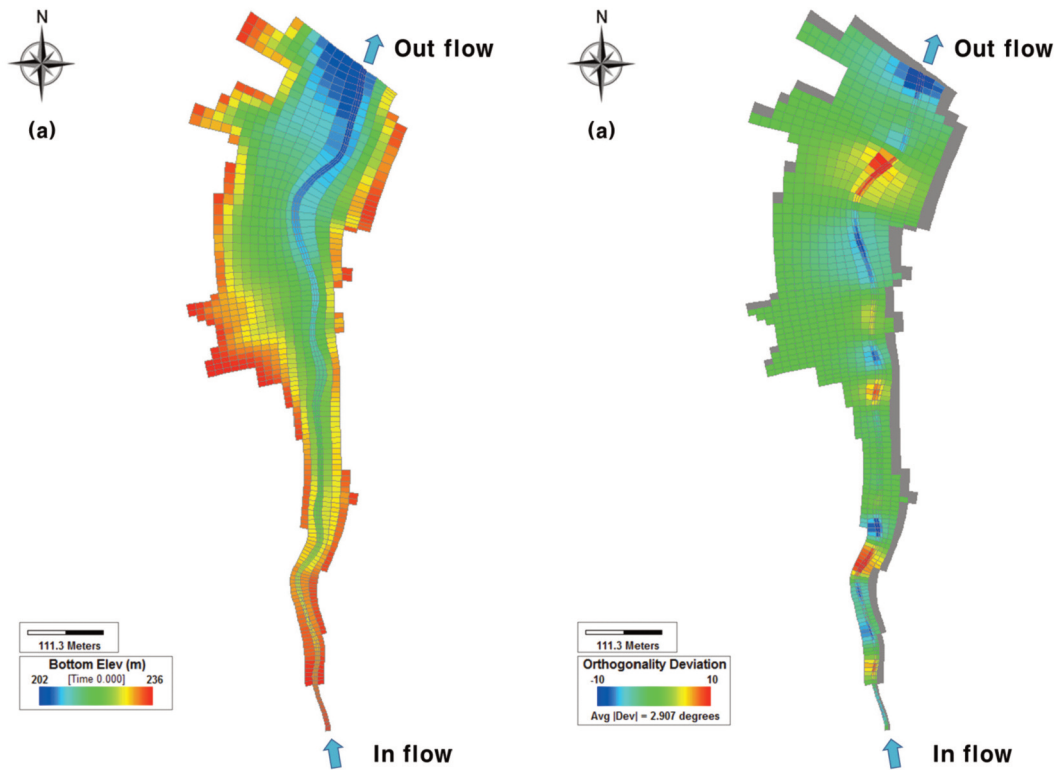 N
Out flow
(a)
111.3 Meters
Bottom Elev (m)
202 [Time 0.000] 236
In flow
N
Out flow
(a)
111.3 Meters
Orthogonality Deviation
-10 10
Avg |Dev| = 2.907 degrees
In flow